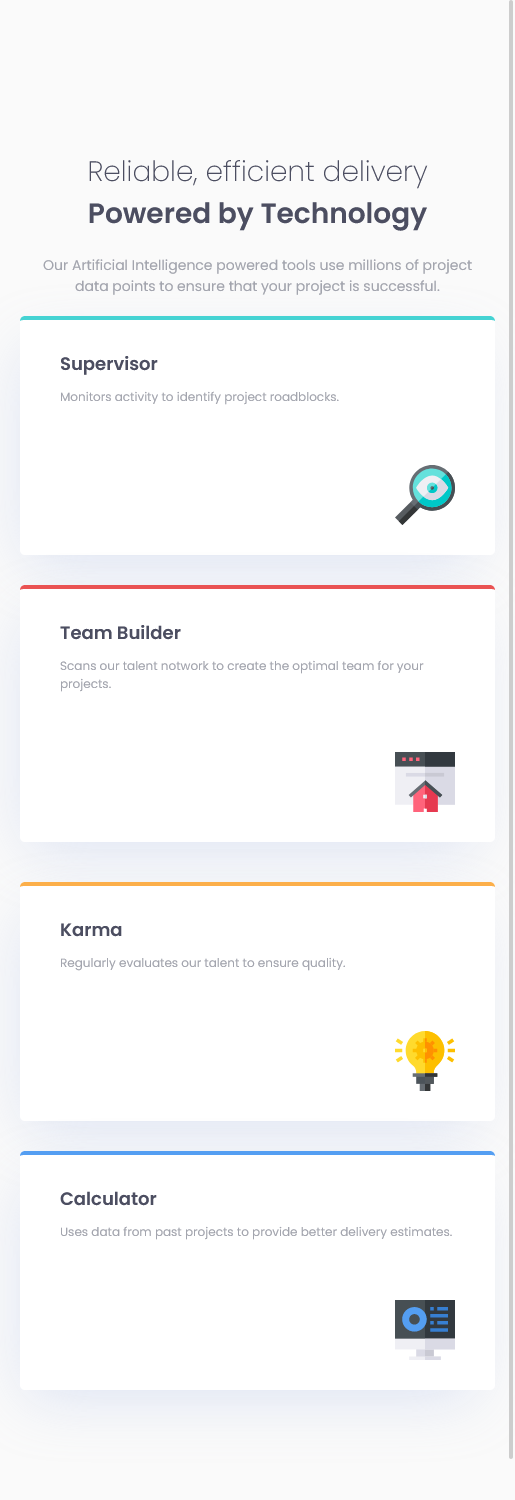 Reliable, efficient delivery
Powered by Technology
Our Artificial Intelligence powered tools use millions of project
data points to ensure that your project is successful.
Supervisor
Monitors activity to identify project roadblocks.
Team Builder
Scans our talent notwork to create the optimal team for your
projects.
Karma
Regularly evaluates our talent to ensure quality.
Calculator
Uses data from past projects to provide better delivery estimates.